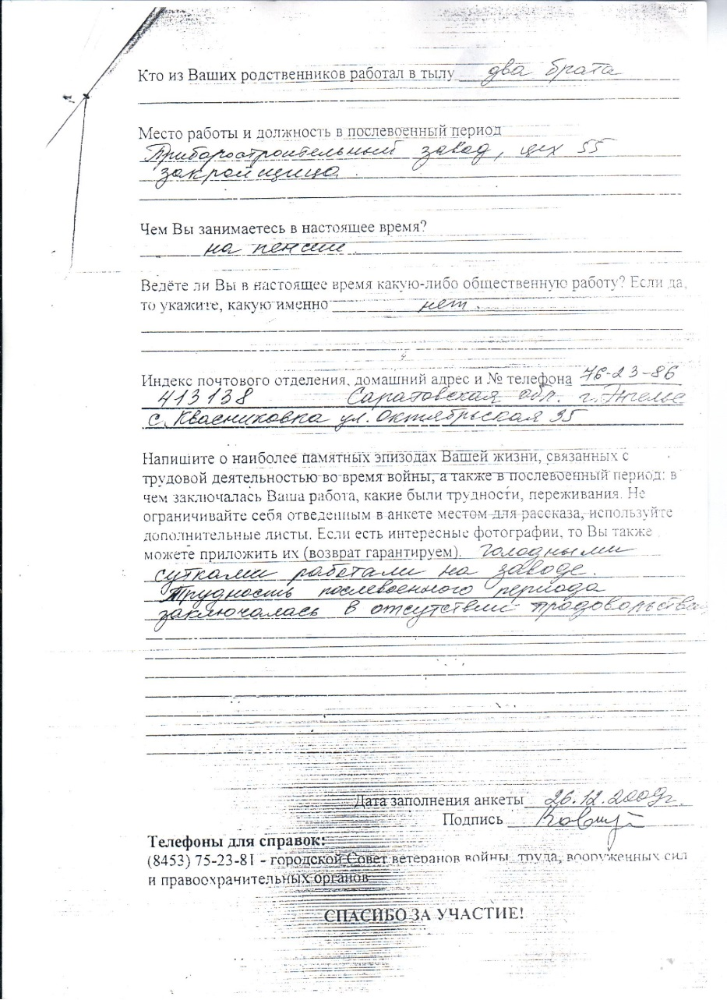 Кто из Ваших родственников работал в тылу два брата
Место работы и должность в послевоенный период
Приборостроительный завод, цех 55
закройщица.
Чем Вы занимаетесь в настоящее время?
на пенсии.
Ведёте ли Вы в настоящее время какую-либо общественную работу? Если да,
то укажите, какую именно нет.
Индекс почтового отделения, домашний адрес и № телефона 76-23-86
413138 Саратовская обл. г. Энгельс
с. Квасниковка ул. Октябрьская 35
Напишите о наиболее памятных эпизодах Вашей жизни, связанных с
трудовой деятельностью во время войны, а также в послевоенный период: в
чем заключалась Ваша работа, какие были трудности, переживания. Не
ограничивайте себя отведенным в анкете местом для рассказа, используйте
дополнительные листы. Если есть интересные фотографии, то Вы также
можете приложить их (возврат гарантируем). голодными
сутками работали на заводе.
Трудность послевоенного периода
заключалась в отсутствии продовольствия
Дата заполнения анкеты 26.12.2009г.
Подпись
Телефоны для справок:
(8453) 75-23-81 - городской Совет ветеранов войны, труда, вооруженных сил
и правоохранительных органов
СПАСИБО ЗА УЧАСТИЕ!